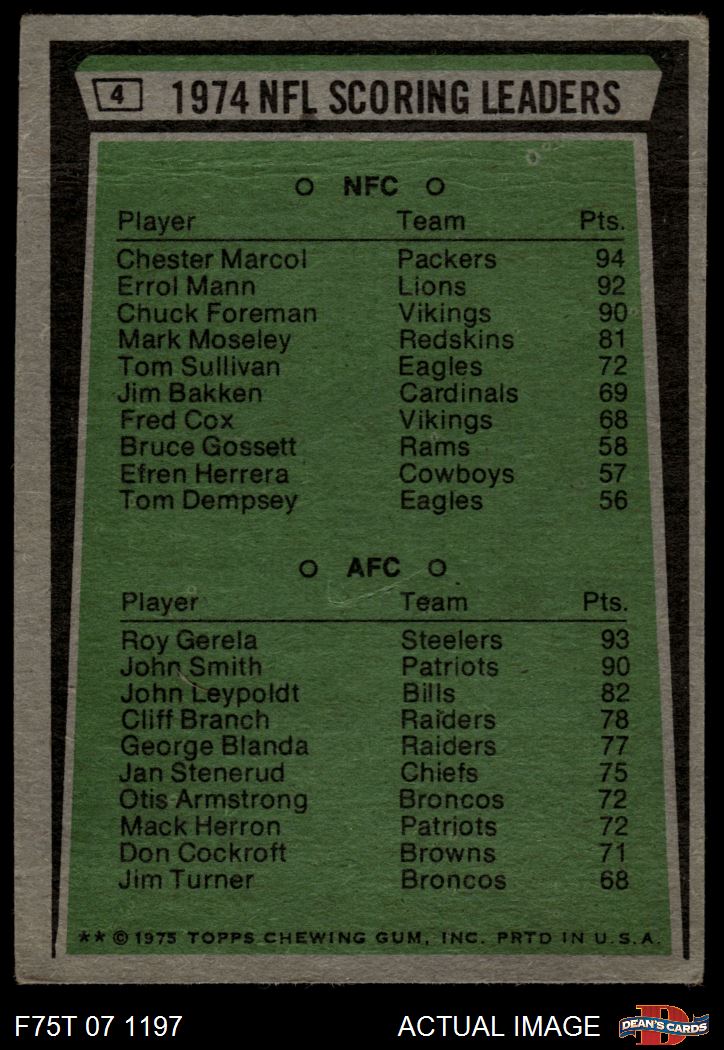 4 1974 NFL SCORING LEADERS
NFC
Player Team Pts.
Chester Marcol Packers 94
Errol Mann Lions 92
Chuck Foreman Vikings 90
Mark Moseley Redskins 81
Tom Sullivan Eagles 72
Jim Bakken Cardinals 69
Fred Cox Vikings 68
Bruce Gossett Rams 58
Efren Herrera Cowboys 57
Tom Dempsey Eagles 56
AFC
Player Team Pts.
Roy Gerela Steelers 93
John Smith Patriots 90
John Leypoldt Bills 82
Cliff Branch Raiders 78
George Blanda Raiders 77
Jan Stenerud Chiefs 75
Otis Armstrong Broncos 72
Mack Herron Patriots 72
Don Cockroft Browns 71
Jim Turner Broncos 68
** © 1975 TOPPS CHEWING GUM, INC. PRTD IN U.S.A.
F75T 07 1197 ACTUAL IMAGE D DEAN'S CARDS